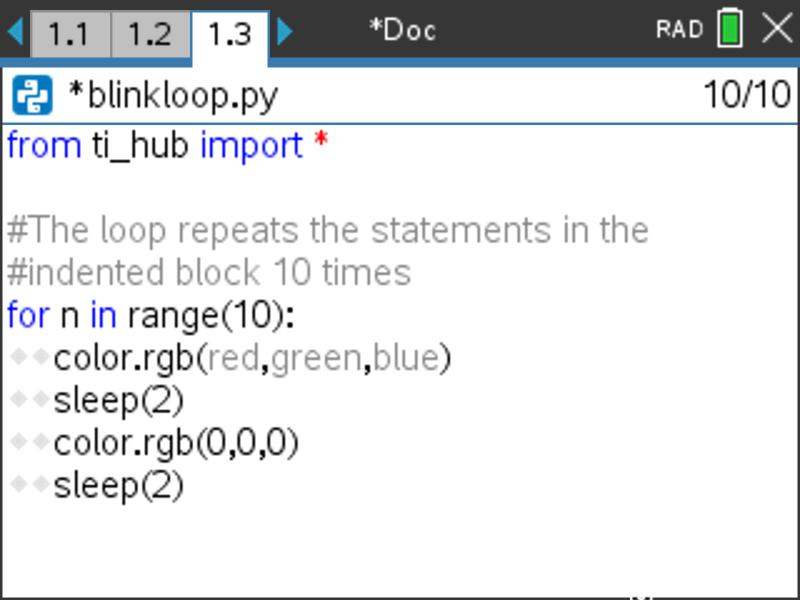 1.1 1.2 1.3 *Doc RAD
*blinkloop.py 10/10
from ti_hub import *
#The loop repeats the statements in the
#indented block 10 times
for n in range(10):
color.rgb(red,green,blue)
sleep(2)
color.rgb(0,0,0)
sleep(2)